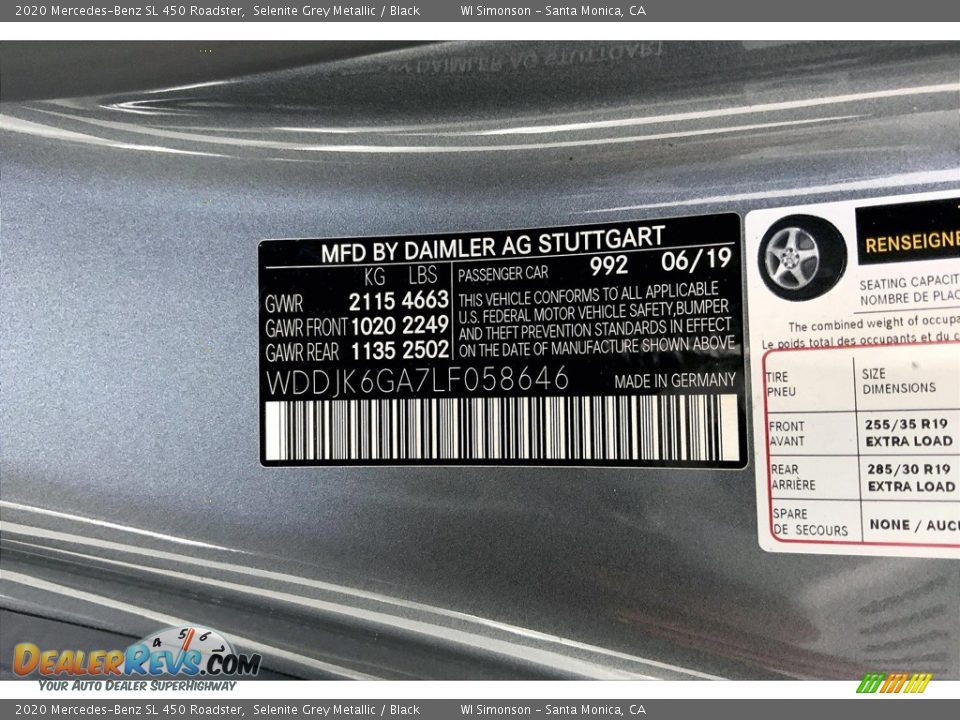 2020 Mercedes-Benz SL 450 Roadster, Selenite Grey Metallic / Black WI Simonson - Santa Monica, CA
MFD BY DAIMLER AG STUTTGART
KG LBS
GVWR 2115 4663
GAWR FRONT 1020 2249
GAWR REAR 1135 2502
PASSENGER CAR 992 06/19
THIS VEHICLE CONFORMS TO ALL APPLICABLE
U.S. FEDERAL MOTOR VEHICLE SAFETY,BUMPER
AND THEFT PREVENTION STANDARDS IN EFFECT
ON THE DATE OF MANUFACTURE SHOWN ABOVE
WDDJK6GA7LF058646 MADE IN GERMANY
RENSEIGNE
SEATING CAPACIT
NOMBRE DE PLAC
The combined weight of occupa
Le poids total des occupants et du c
TIRE SIZE
PNEU DIMENSIONS
FRONT 255/35 R19
AVANT EXTRA LOAD
REAR 285/30 R19
ARRIÈRE EXTRA LOAD
SPARE
DE SECOURS NONE / AUCU
4 5 6
DealerRevs.com
Your Auto Dealer SuperHighway
2020 Mercedes-Benz SL 450 Roadster, Selenite Grey Metallic / Black WI Simonson - Santa Monica, CA